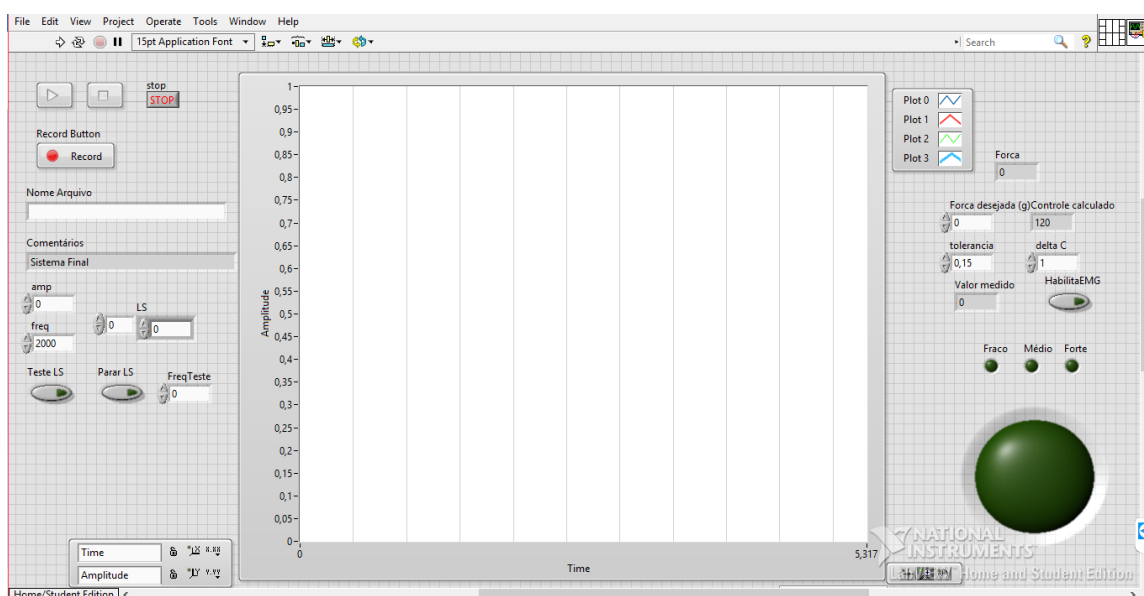 File Edit View Project Operate Tools Window Help
15pt Application Font
Search
stop
STOP
Record Button
Record
Nome Arquivo
Comentários
Sistema Final
amp
0
LS
freq
0
0
2000
Teste LS Parar LS FreqTeste
0
Time
Amplitude
1
0,95
0,9
0,85
0,8
0,75
0,7
0,65
0,6
0,55
0,5
0,45
0,4
0,35
0,3
0,25
0,2
0,15
0,1
0,05
0
Amplitude
0
5,317
Time
Plot 0
Plot 1
Plot 2
Plot 3
Forca
0
Forca desejada (g)Controle calculado
0 120
tolerancia delta C
0,15 1
Valor medido HabilitaEMG
0
Fraco Médio Forte
NATIONAL
INSTRUMENTS
Home and Student Edition
Home/Student Edition